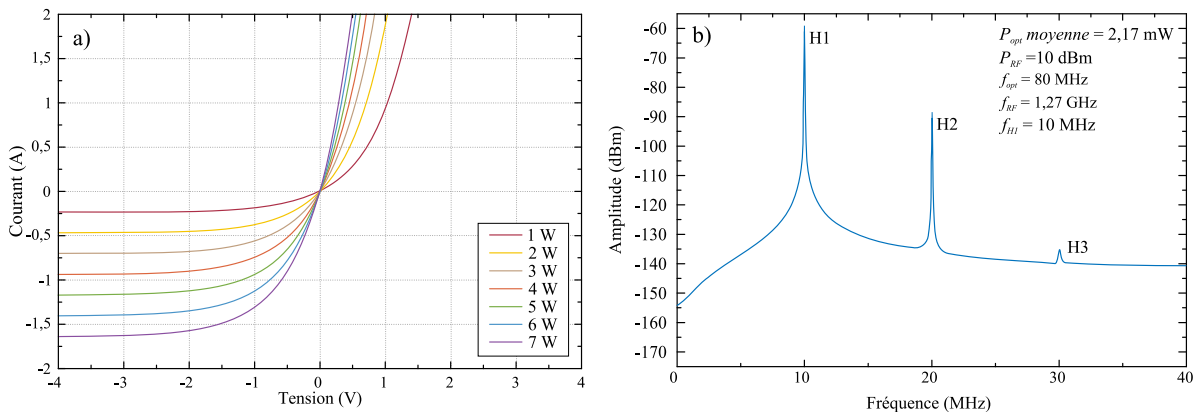 a)
Courant (A)
2
1,5
1
0,5
0
-0,5
-1
-1,5
-2
-4
-3
-2
-1
0
1
2
3
4
Tension (V)
1 W
2 W
3 W
4 W
5 W
6 W
7 W
b)
Amplitude (dBm)
-60
-70
-80
-90
-100
-110
-120
-130
-140
-150
-160
-170
0
10
20
30
40
Fréquence (MHz)
H1
H2
H3
P_opt moyenne = 2,17 mW
P_RF =10 dBm
f_opt = 80 MHz
f_RF = 1,27 GHz
f_H1 = 10 MHz